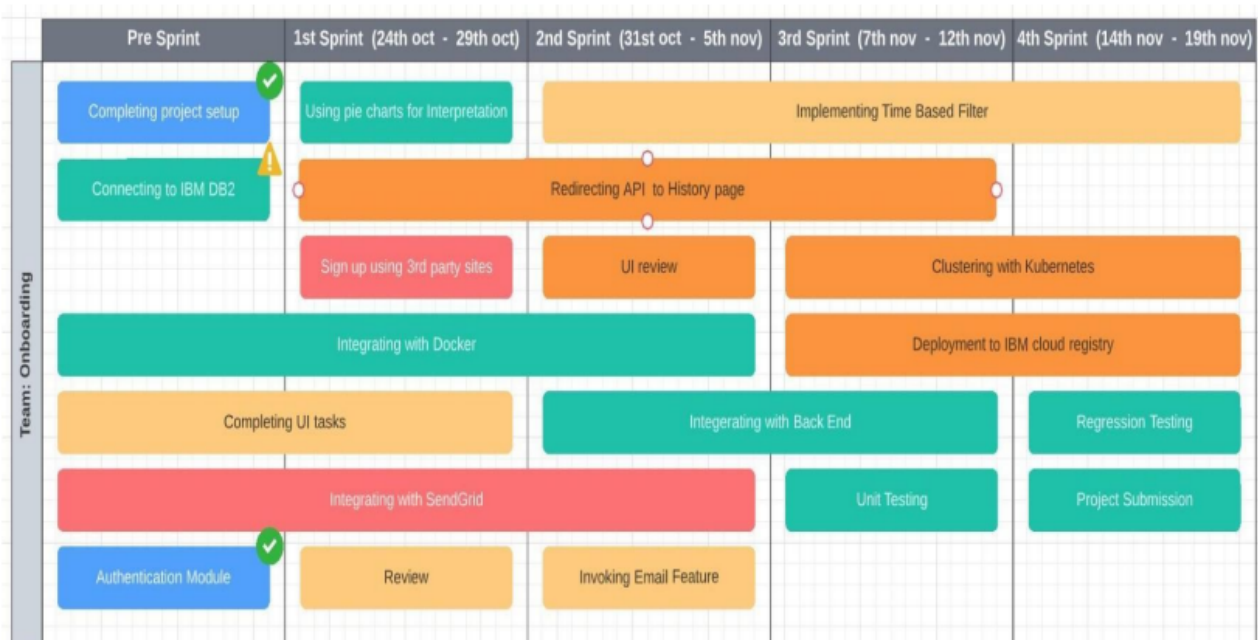 Pre Sprint
1st Sprint (24th oct - 29th oct)
2nd Sprint (31st oct - 5th nov)
3rd Sprint (7th nov - 12th nov)
4th Sprint (14th nov - 19th nov)
Team: Onboarding
Completing project setup
Using pie charts for Interpretation
Implementing Time Based Filter
Connecting to IBM DB2
Redirecting API to History page
Sign up using 3rd party sites
UI review
Clustering with Kubernetes
Integrating with Docker
Deployment to IBM cloud registry
Completing UI tasks
Integerating with Back End
Regression Testing
Integrating with SendGrid
Unit Testing
Project Submission
Authentication Module
Review
Invoking Email Feature